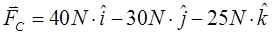 F⃗_C = 40N·î − 30N·ĵ − 25N·k̂